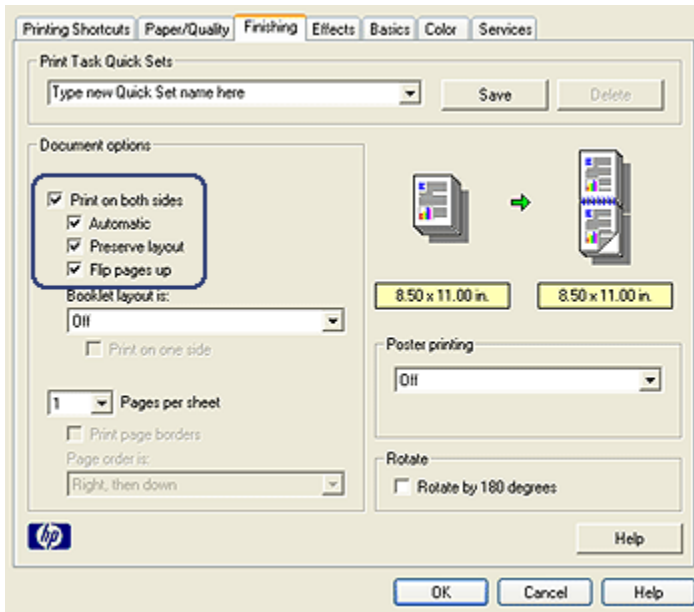 Printing Shortcuts Paper/Quality Finishing Effects Basics Color Services
Print Task Quick Sets
Type new Quick Set name here Save Delete
Document options
Print on both sides
Automatic
Preserve layout
Flip pages up
Booklet layout is:
Off
Print on one side
1 Pages per sheet
Print page borders
Page order is:
Right, then down
8.50 x 11.00 in. 8.50 x 11.00 in.
Poster printing
Off
Rotate
Rotate by 180 degrees
hp
Help
OK Cancel Help